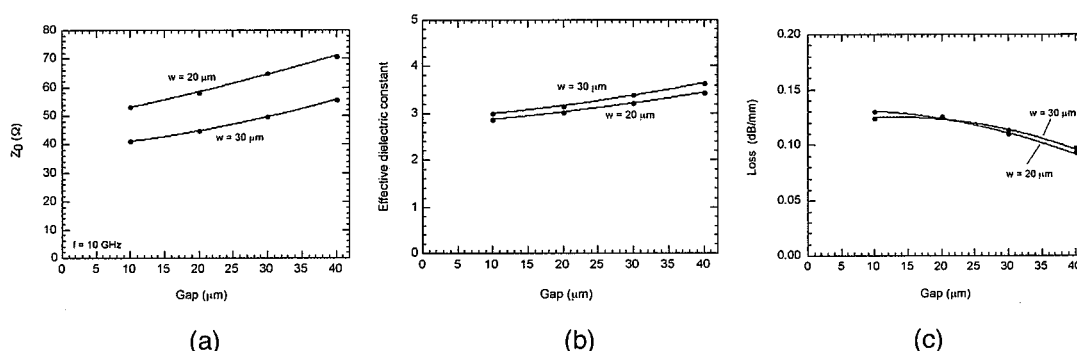 80
70
60
50
40
30
20
10
0
Z0 (Ω)
w = 20 μm
w = 30 μm
f = 10 GHz
0 5 10 15 20 25 30 35 40
Gap (μm)
(a)
5
4
3
2
1
0
Effective dielectric constant
w = 30 μm
w = 20 μm
0 5 10 15 20 25 30 35 40
Gap (μm)
(b)
0.20
0.15
0.10
0.05
0.00
Loss (dB/mm)
w = 30 μm
w = 20 μm
0 5 10 15 20 25 30 35 40
Gap (μm)
(c)